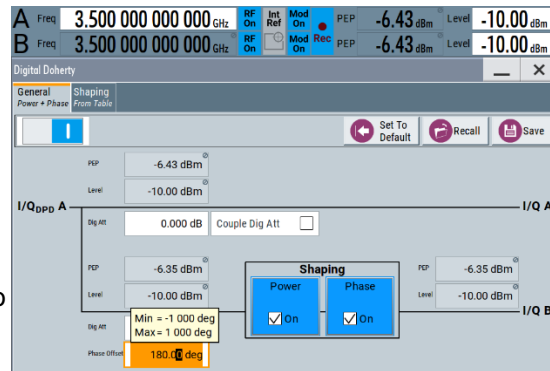 A Freq 3.500 000 000 000 GHz RF On Int Ref Mod On Rec PEP -6.43 dBm Level -10.00 dBm
B Freq 3.500 000 000 000 GHz RF On Mod On Rec PEP -6.43 dBm Level -10.00 dBm
Digital Doherty
General Power + Phase
Shaping From Table
Set To Default
Recall
Save
PEP -6.43 dBm
Level -10.00 dBm
I/Q DPD A
I/Q A
Dig Att 0.000 dB Couple Dig Att
PEP -6.35 dBm
Level -10.00 dBm
Shaping
Power On
Phase On
PEP -6.35 dBm
Level -10.00 dBm
I/Q B
Min = -1 000 deg
Max= 1 000 deg
Dig Att
Phase Offset 180.00 deg